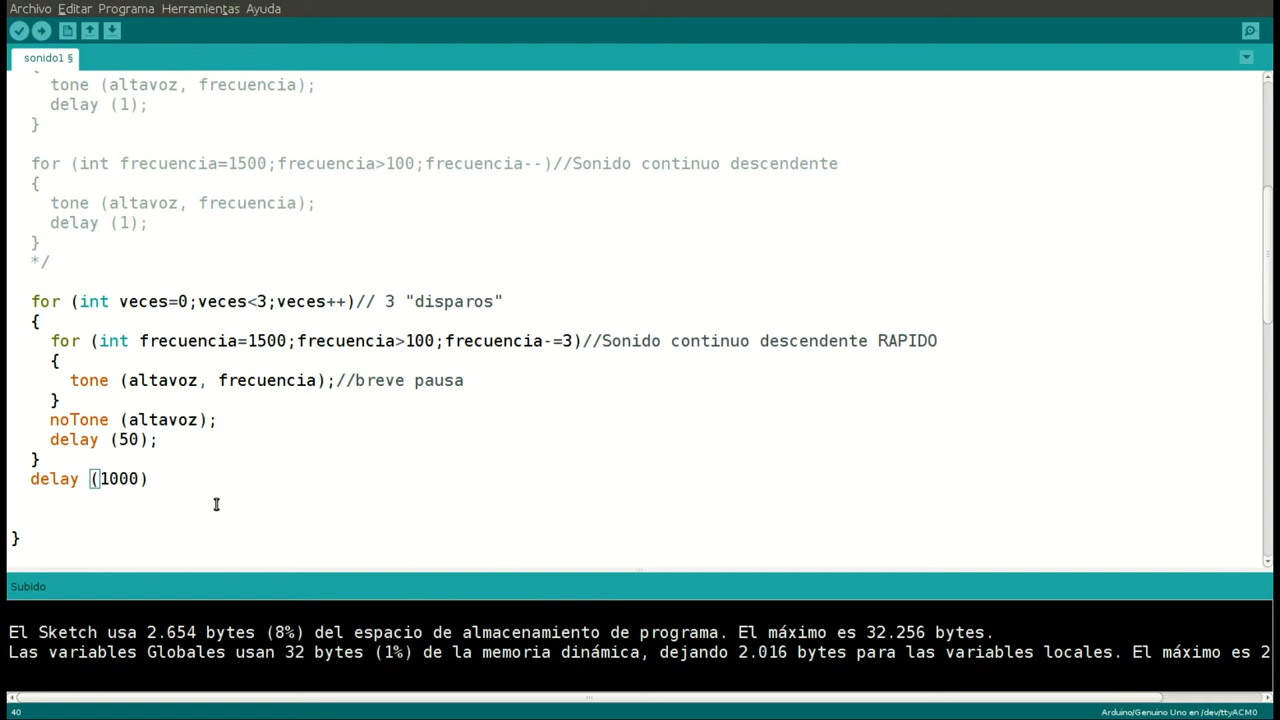 Archivo Editar Programa Herramientas Ayuda
sonido1 §
{
tone (altavoz, frecuencia);
delay (1);
}
for (int frecuencia=1500;frecuencia>100;frecuencia--)//Sonido continuo descendente
{
tone (altavoz, frecuencia);
delay (1);
}
*/
for (int veces=0;veces<3;veces++)// 3 "disparos"
{
for (int frecuencia=1500;frecuencia>100;frecuencia-=3)//Sonido continuo descendente RAPIDO
{
tone (altavoz, frecuencia);//breve pausa
}
noTone (altavoz);
delay (50);
}
delay (1000)
}
Subido
El Sketch usa 2.654 bytes (8%) del espacio de almacenamiento de programa. El máximo es 32.256 bytes.
Las variables Globales usan 32 bytes (1%) de la memoria dinámica, dejando 2.016 bytes para las variables locales. El máximo es 2
40
Arduino/Genuino Uno en /dev/ttyACM0